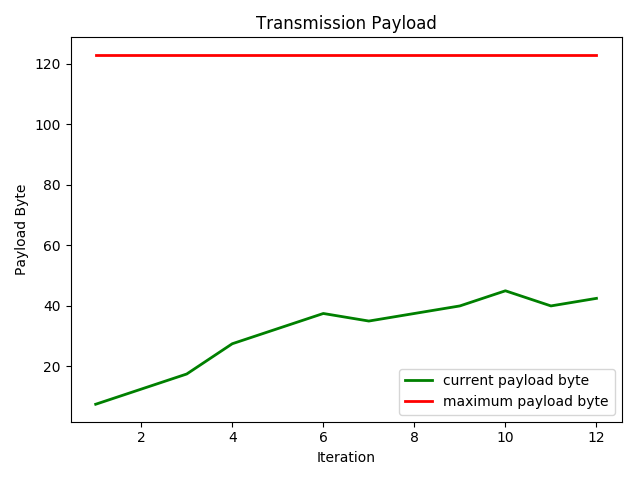 Transmission Payload
120
100
80
60
40
20
Payload Byte
current payload byte
maximum payload byte
2 4 6 8 10 12
Iteration